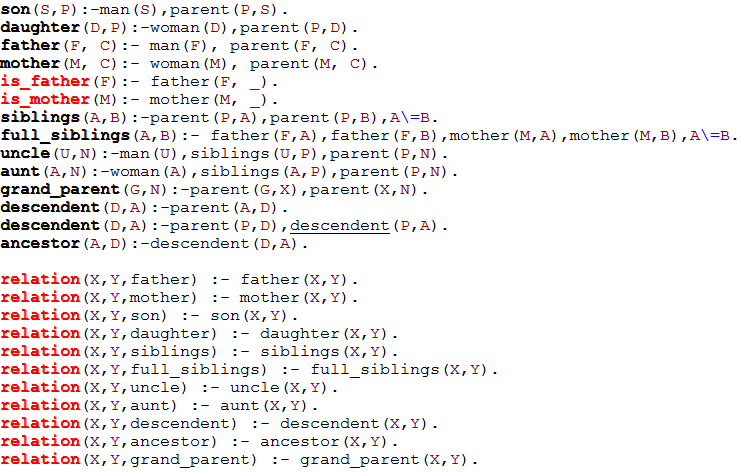 son(S,P):-man(S),parent(P,S).
daughter(D,P):-woman(D),parent(P,D).
father(F, C):- man(F), parent(F, C).
mother(M, C):- woman(M), parent(M, C).
is_father(F):- father(F, _).
is_mother(M):- mother(M, _).
siblings(A,B):-parent(P,A),parent(P,B),A\=B.
full_siblings(A,B):- father(F,A),father(F,B),mother(M,A),mother(M,B),A\=B.
uncle(U,N):-man(U),siblings(U,P),parent(P,N).
aunt(A,N):-woman(A),siblings(A,P),parent(P,N).
grand_parent(G,N):-parent(G,X),parent(X,N).
descendent(D,A):-parent(A,D).
descendent(D,A):-parent(P,D),descendent(P,A).
ancestor(A,D):-descendent(D,A).
relation(X,Y,father) :- father(X,Y).
relation(X,Y,mother) :- mother(X,Y).
relation(X,Y,son) :- son(X,Y).
relation(X,Y,daughter) :- daughter(X,Y).
relation(X,Y,siblings) :- siblings(X,Y).
relation(X,Y,full_siblings) :- full_siblings(X,Y).
relation(X,Y,uncle) :- uncle(X,Y).
relation(X,Y,aunt) :- aunt(X,Y).
relation(X,Y,descendent) :- descendent(X,Y).
relation(X,Y,ancestor) :- ancestor(X,Y).
relation(X,Y,grand_parent) :- grand_parent(X,Y).